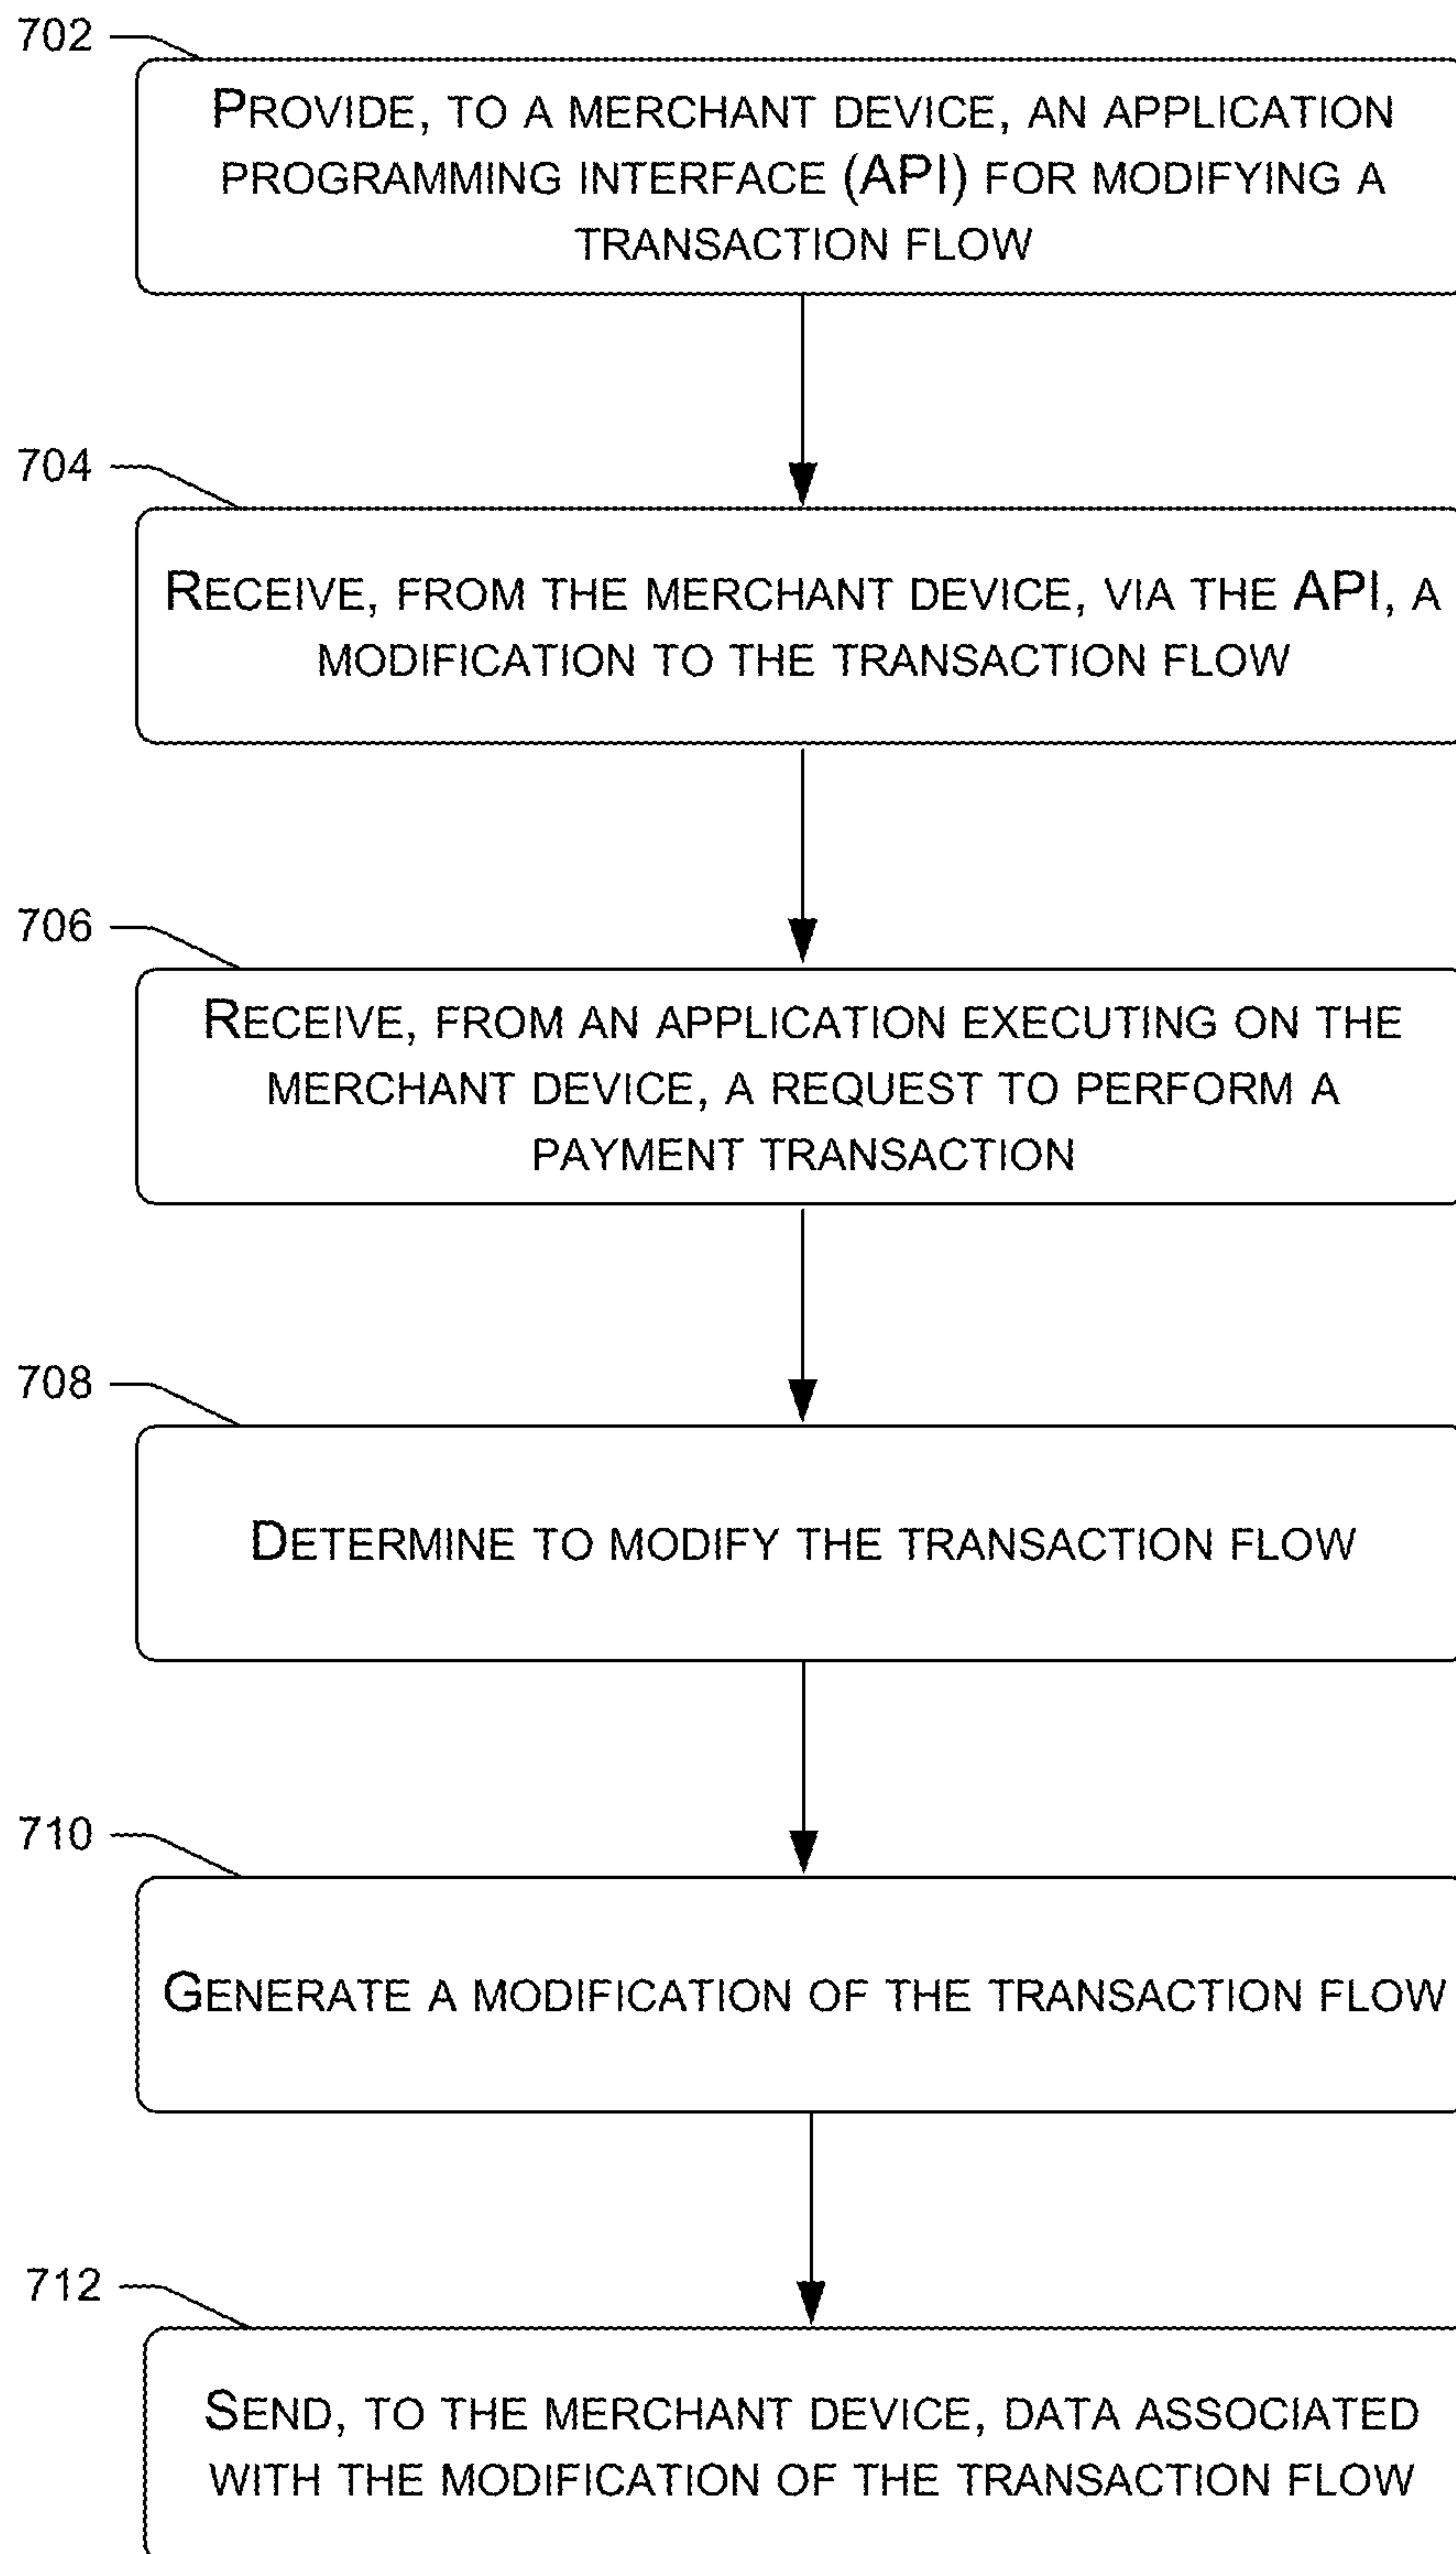 702
PROVIDE, TO A MERCHANT DEVICE, AN APPLICATION
PROGRAMMING INTERFACE (API) FOR MODIFYING A
TRANSACTION FLOW
704
RECEIVE, FROM THE MERCHANT DEVICE, VIA THE API, A
MODIFICATION TO THE TRANSACTION FLOW
706
RECEIVE, FROM AN APPLICATION EXECUTING ON THE
MERCHANT DEVICE, A REQUEST TO PERFORM A
PAYMENT TRANSACTION
708
DETERMINE TO MODIFY THE TRANSACTION FLOW
710
GENERATE A MODIFICATION OF THE TRANSACTION FLOW
712
SEND, TO THE MERCHANT DEVICE, DATA ASSOCIATED
WITH THE MODIFICATION OF THE TRANSACTION FLOW